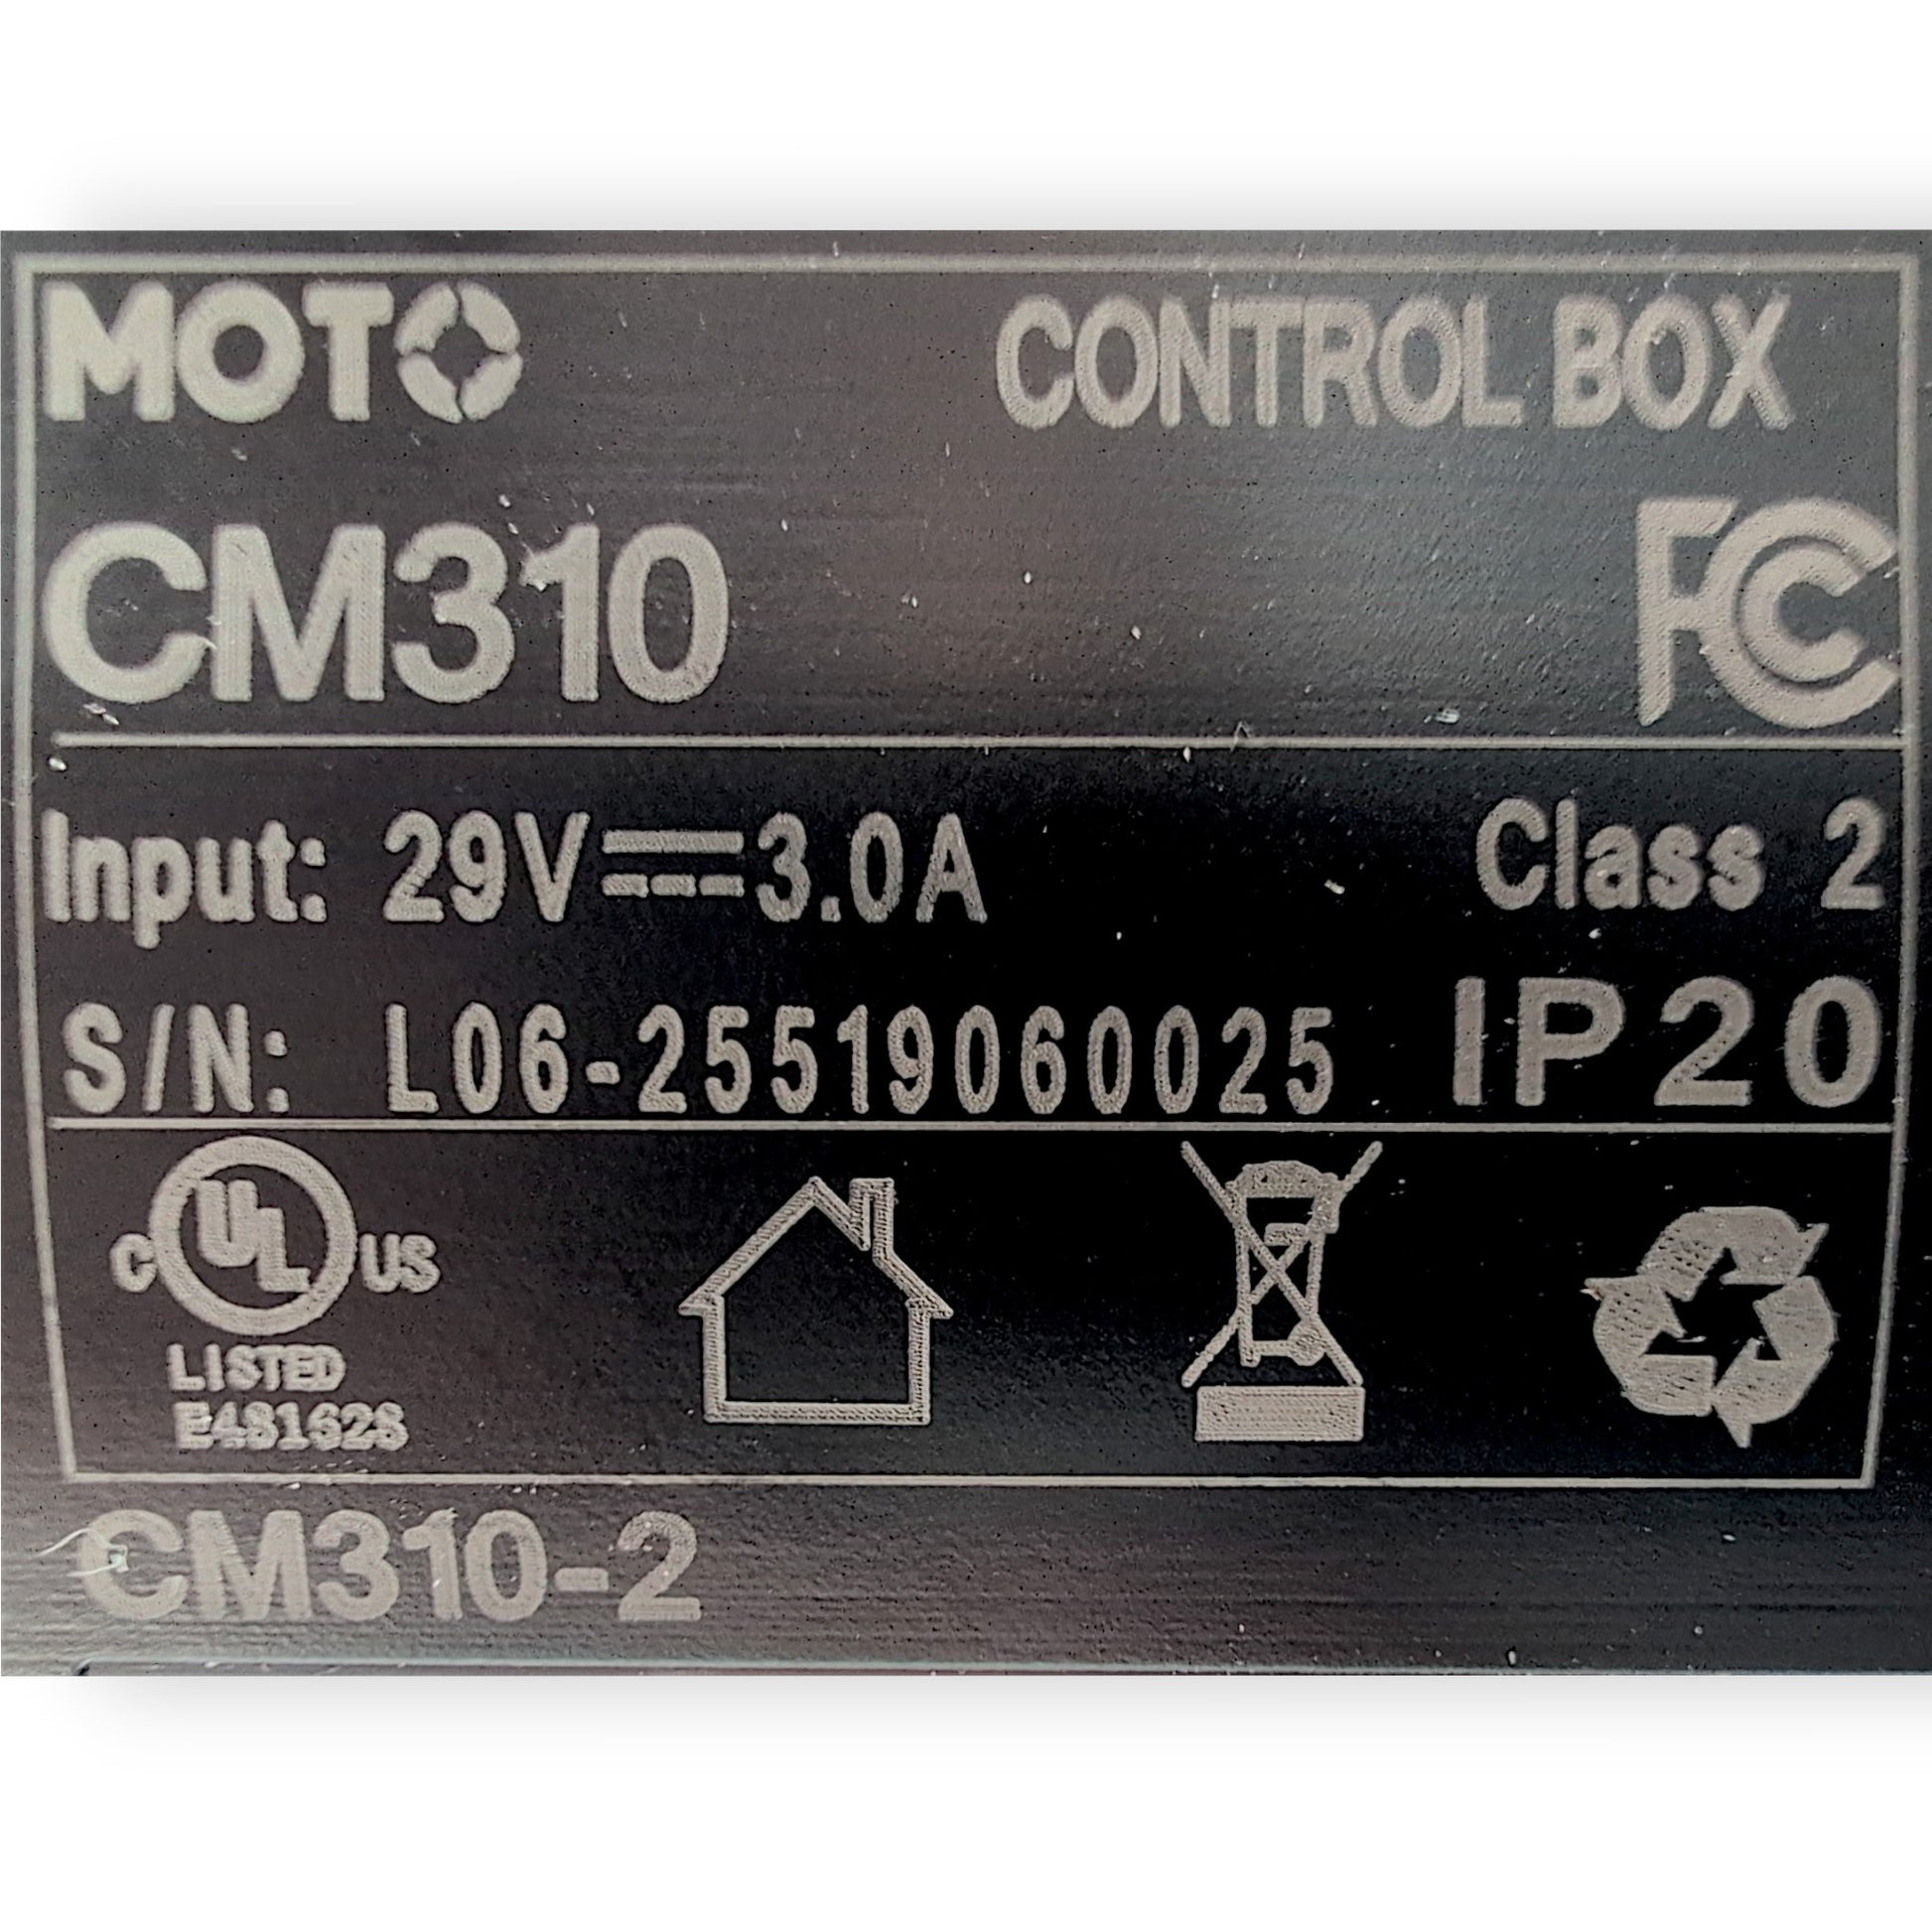 MOTO CONTROL BOX
CM310 FC
Input: 29V⎓3.0A Class 2
S/N: L06-25519060025 IP20
C UL US
LISTED
E481628
CM310-2